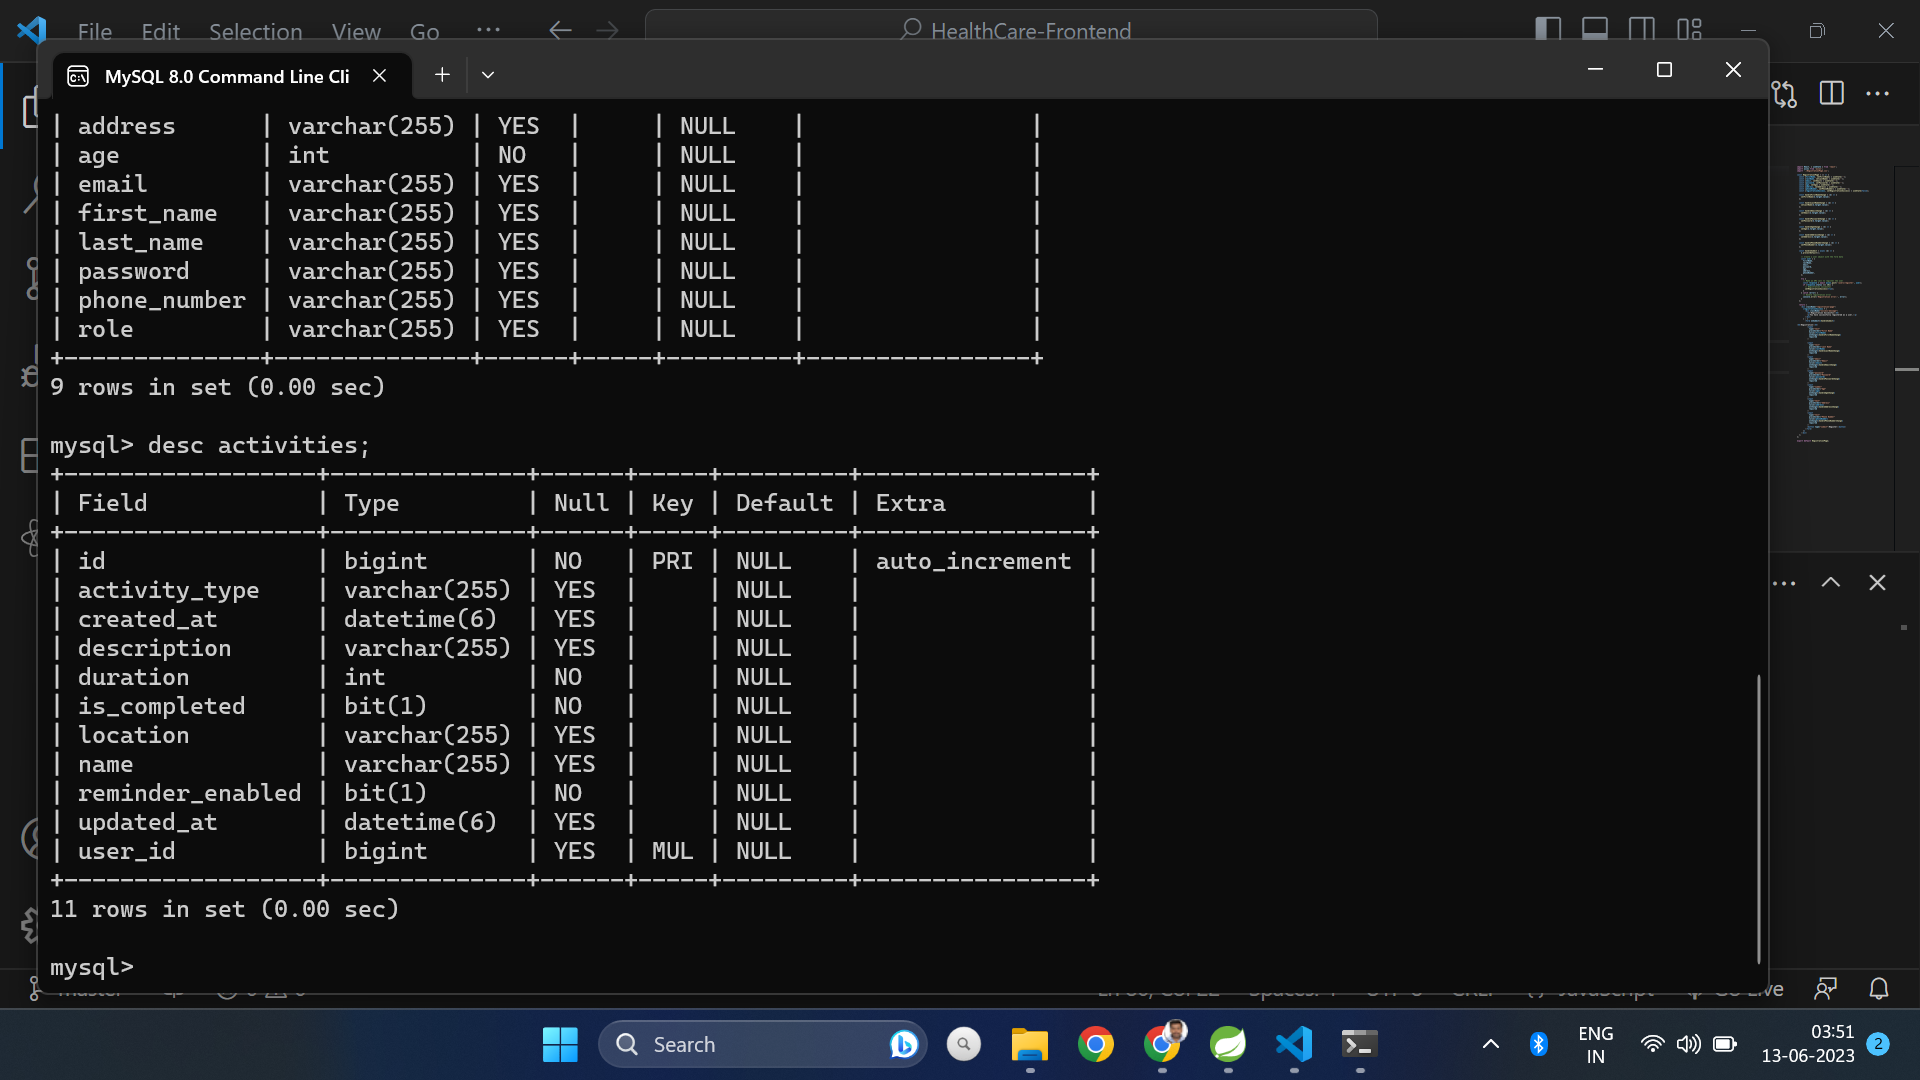 File Edit Selection View Go ··· HealthCare-Frontend
MySQL 8.0 Command Line Cli
| address | varchar(255) | YES | | NULL | |
| age | int | NO | | NULL | |
| email | varchar(255) | YES | | NULL | |
| first_name | varchar(255) | YES | | NULL | |
| last_name | varchar(255) | YES | | NULL | |
| password | varchar(255) | YES | | NULL | |
| phone_number | varchar(255) | YES | | NULL | |
| role | varchar(255) | YES | | NULL | |
+--------------+--------------+------+-----+---------+----------------+
9 rows in set (0.00 sec)
mysql> desc activities;
+------------------+--------------+------+-----+---------+----------------+
| Field | Type | Null | Key | Default | Extra |
+------------------+--------------+------+-----+---------+----------------+
| id | bigint | NO | PRI | NULL | auto_increment |
| activity_type | varchar(255) | YES | | NULL | |
| created_at | datetime(6) | YES | | NULL | |
| description | varchar(255) | YES | | NULL | |
| duration | int | NO | | NULL | |
| is_completed | bit(1) | NO | | NULL | |
| location | varchar(255) | YES | | NULL | |
| name | varchar(255) | YES | | NULL | |
| reminder_enabled | bit(1) | NO | | NULL | |
| updated_at | datetime(6) | YES | | NULL | |
| user_id | bigint | YES | MUL | NULL | |
+------------------+--------------+------+-----+---------+----------------+
11 rows in set (0.00 sec)
mysql>
Search
ENG
IN
03:51
13-06-2023
2